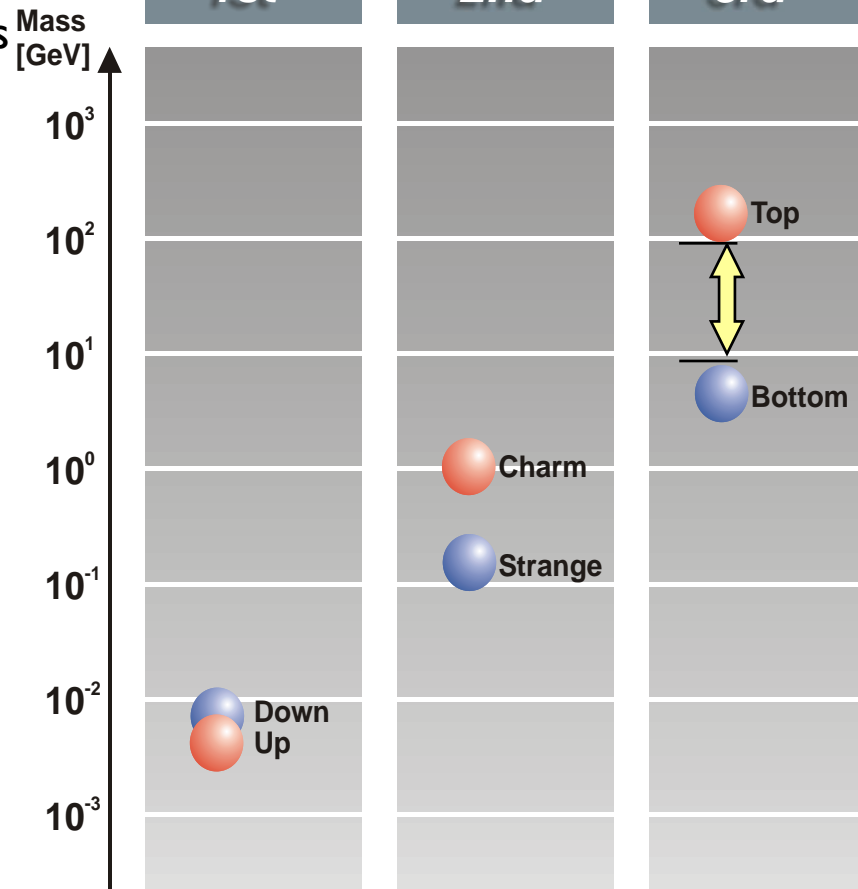 s Mass
[GeV]
10³
10²
10¹
10⁰
10⁻¹
10⁻²
10⁻³
Top
Bottom
Charm
Strange
Down
Up